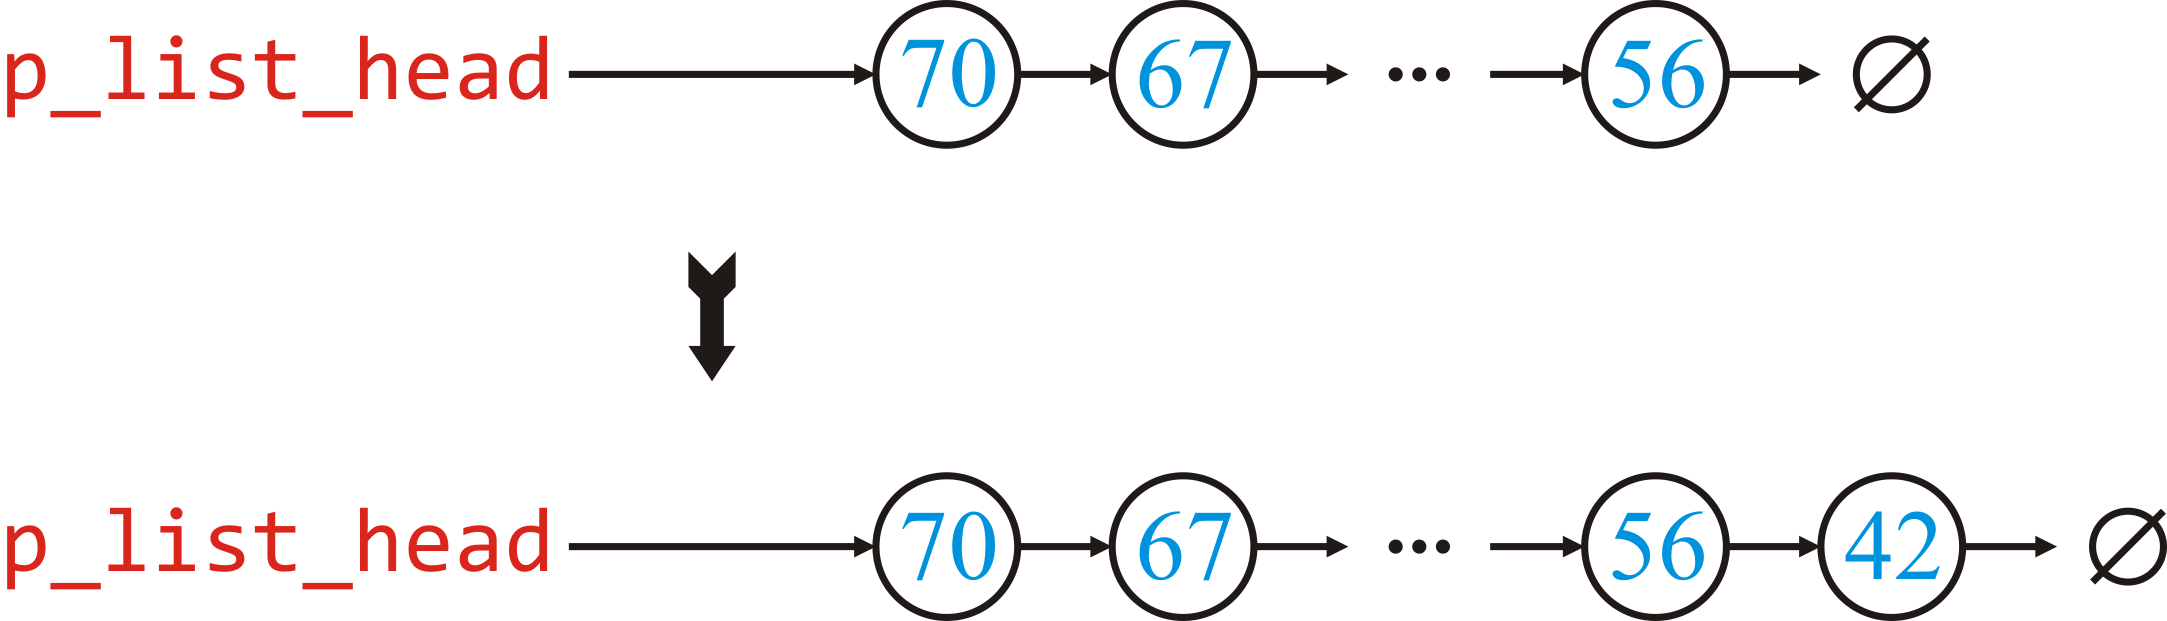 p_list_head 70 67 ... 56 ∅
p_list_head 70 67 ... 56 42 ∅